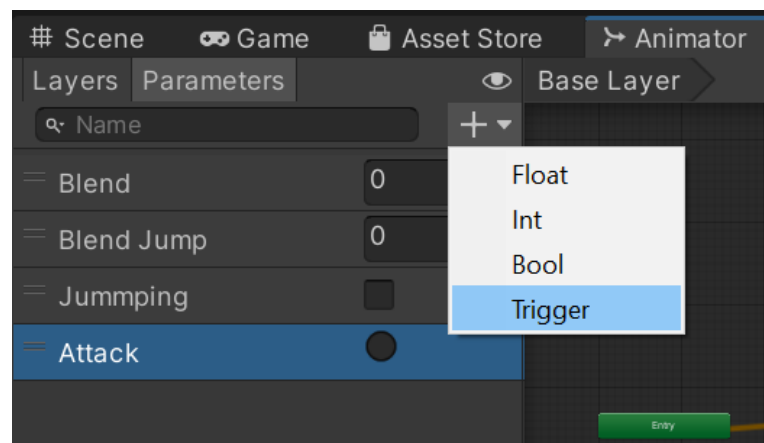 Scene Game Asset Store Animator
Layers Parameters Base Layer
Name
Float
Blend 0
Int
Blend Jump 0
Bool
Jummping
Trigger
Attack
Entry